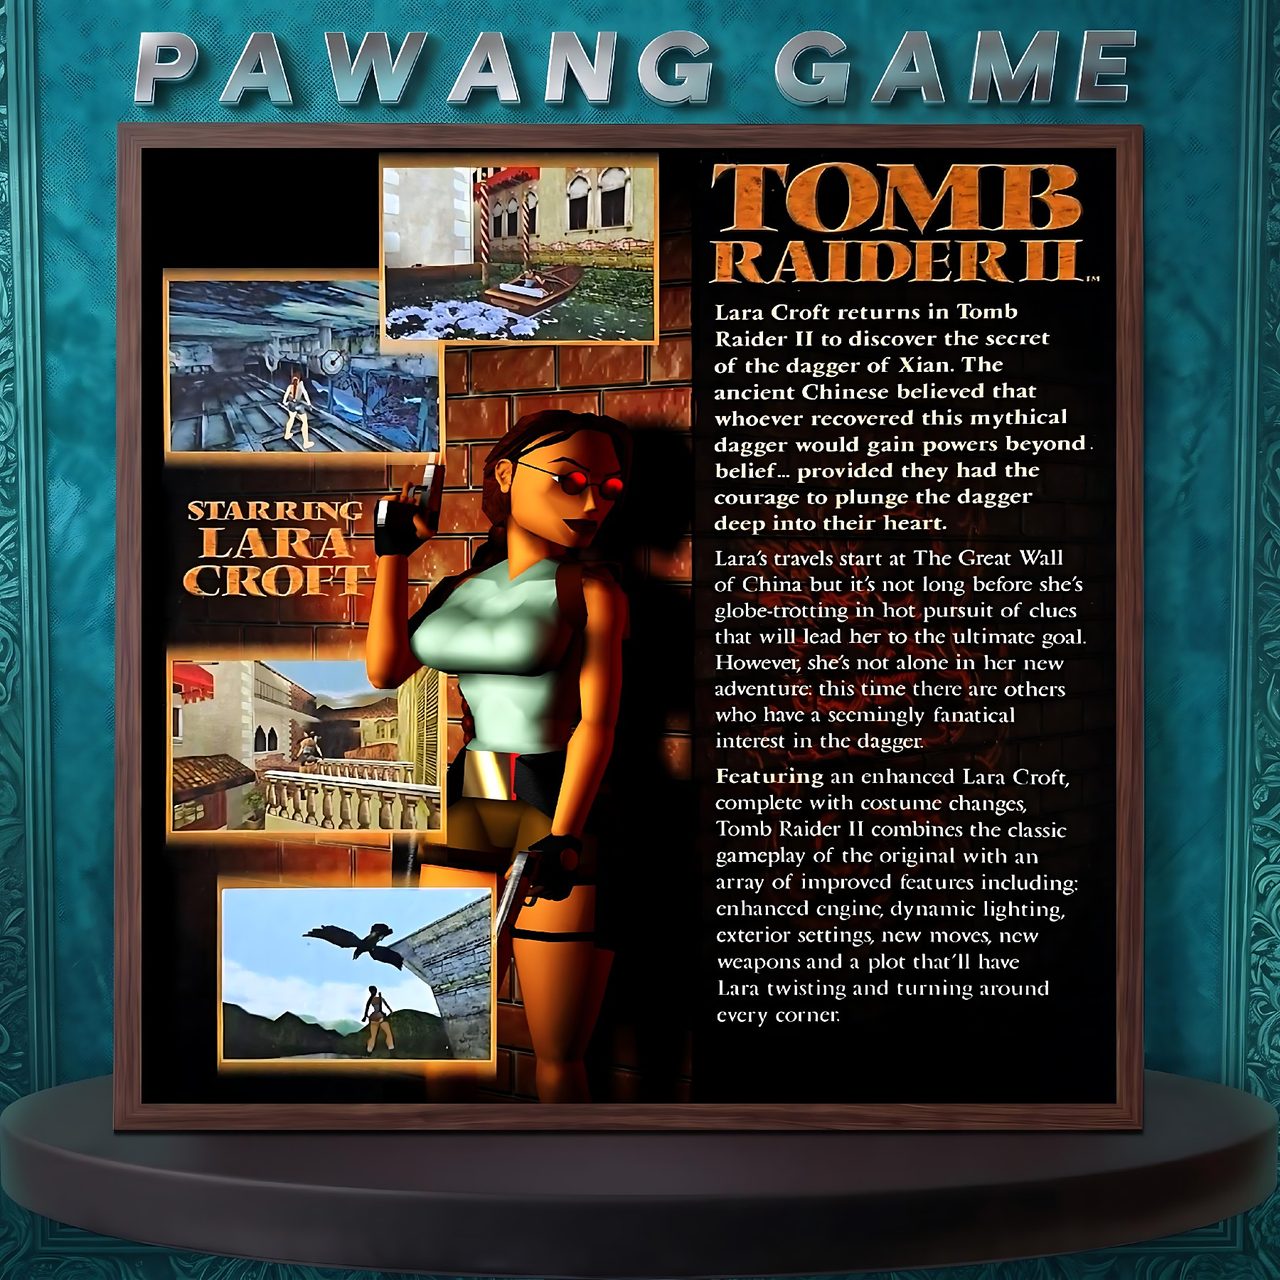 PAWANG GAME
TOMB
RAIDER II™
STARRING
LARA
CROFT
Lara Croft returns in Tomb
Raider II to discover the secret
of the dagger of Xian. The
ancient Chinese believed that
whoever recovered this mythical
dagger would gain powers beyond
belief... provided they had the
courage to plunge the dagger
deep into their heart.
Lara's travels start at The Great Wall
of China but it's not long before she's
globe-trotting in hot pursuit of clues
that will lead her to the ultimate goal.
However, she's not alone in her new
adventure: this time there are others
who have a seemingly fanatical
interest in the dagger.
Featuring an enhanced Lara Croft,
complete with costume changes,
Tomb Raider II combines the classic
gameplay of the original with an
array of improved features including:
enhanced engine, dynamic lighting,
exterior settings, new moves, new
weapons and a plot that'll have
Lara twisting and turning around
every corner.